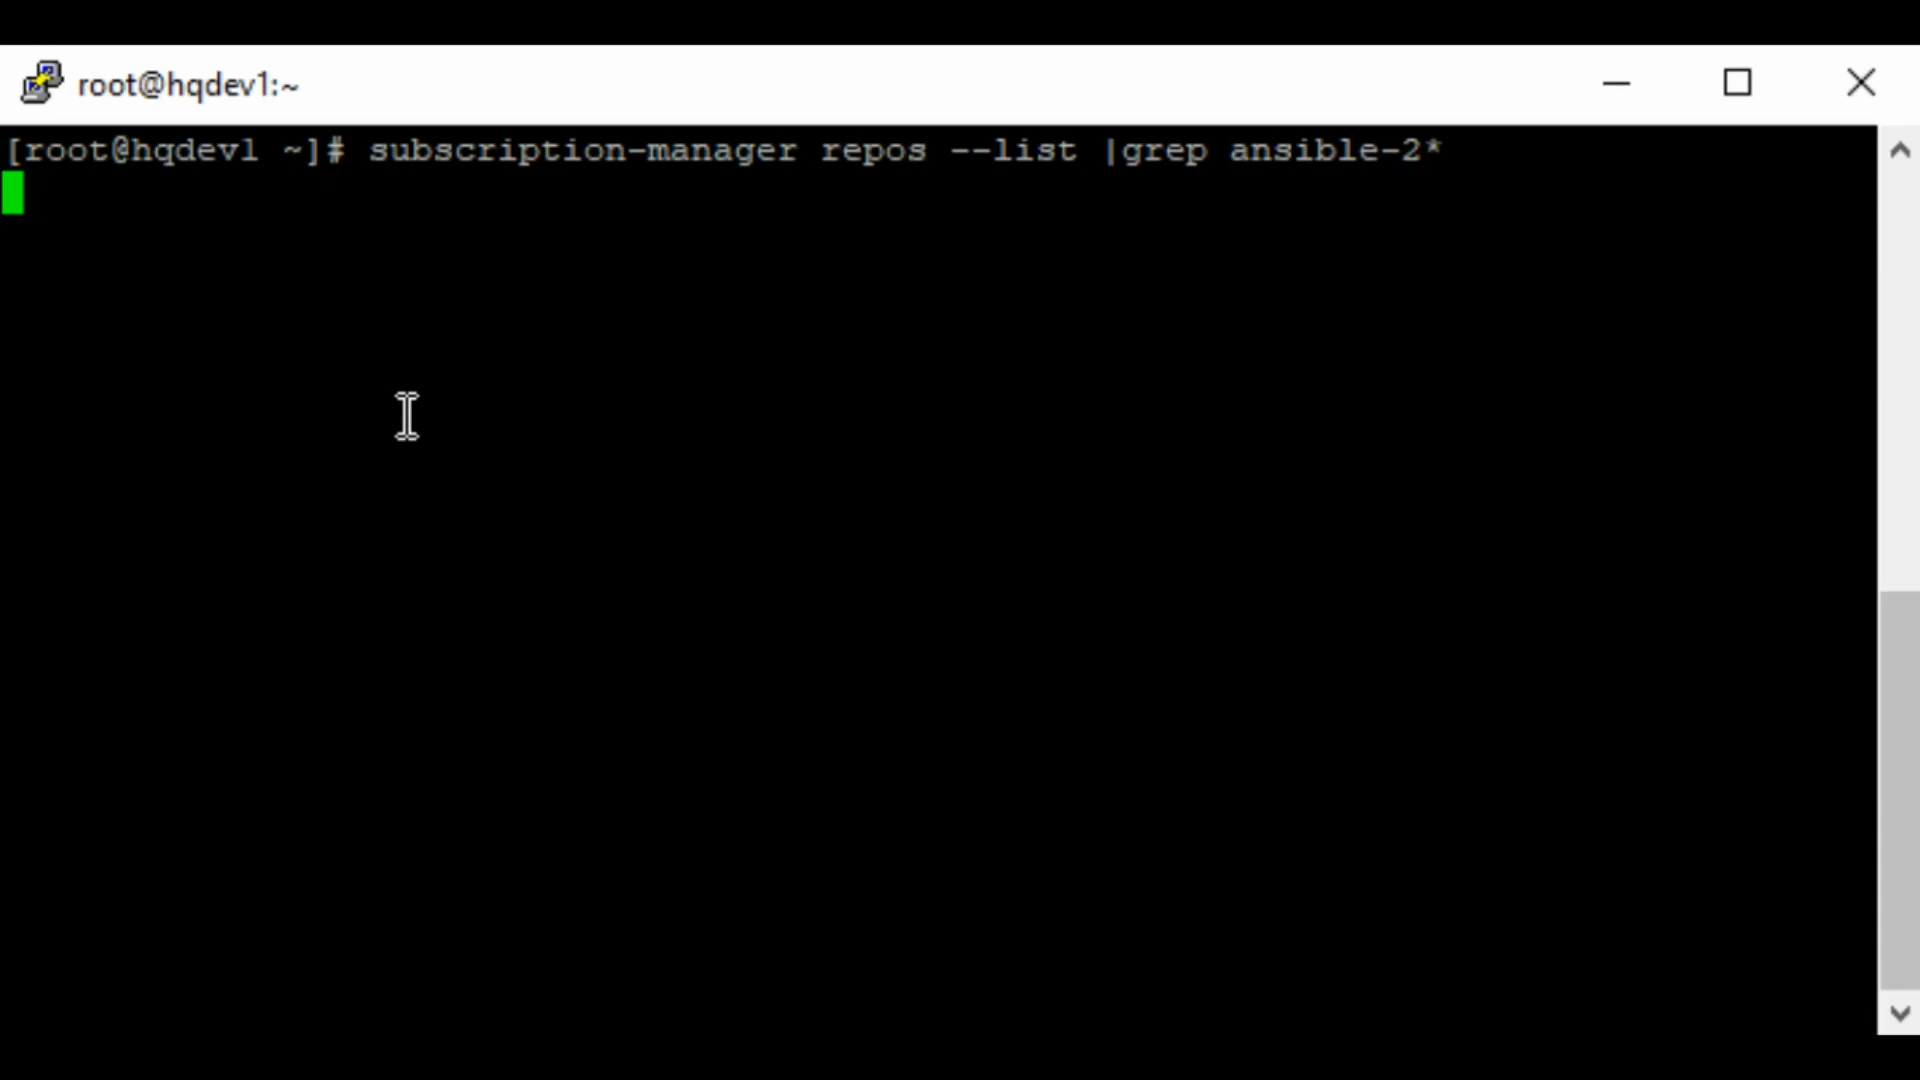 root@hqdev1:~
[root@hqdev1 ~]# subscription-manager repos --list |grep ansible-2*